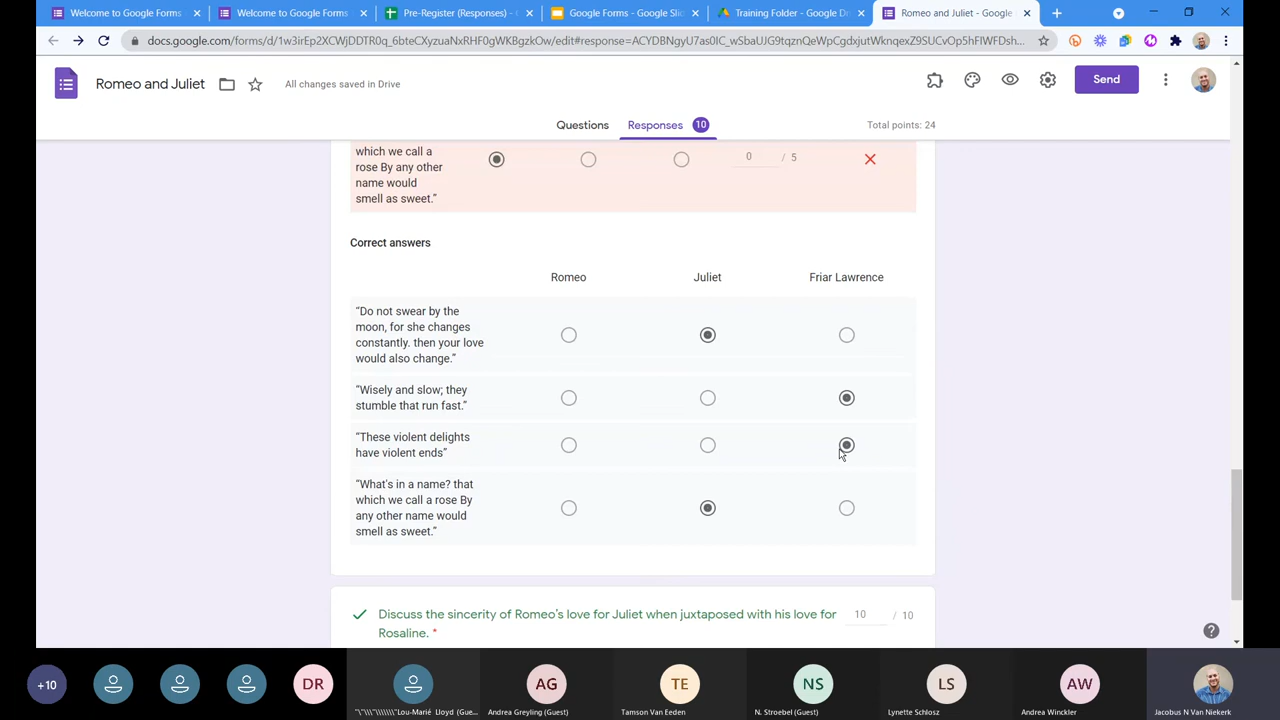 Welcome to Google Forms
Welcome to Google Forms
Pre-Register (Responses) - G
Google Forms - Google Slid
Training Folder - Google Dr
Romeo and Juliet - Google
docs.google.com/forms/d/1w3irEp2XCWjDDTR0q_6bteCXyzuaNxRHF0gWKBgzkOw/edit#response=ACYDBNgyU7as0IC_wSbaUJG9tqznQeWpCgdxjutWknqexZ9SUCvOp5hFIWFDsh...
Romeo and Juliet
All changes saved in Drive
Send
Questions
Responses 10
Total points: 24
which we call a
rose By any other
name would
smell as sweet.”
0 / 5
Correct answers
Romeo Juliet Friar Lawrence
“Do not swear by the
moon, for she changes
constantly. then your love
would also change.”
“Wisely and slow; they
stumble that run fast.”
“These violent delights
have violent ends”
“What's in a name? that
which we call a rose By
any other name would
smell as sweet.”
Discuss the sincerity of Romeo’s love for Juliet when juxtaposed with his love for
Rosaline. *
10 / 10
+10
DR
AG
TE
NS
LS
AW
"\"\\\"\\\\\\\"Lou-Marié Lloyd (Gue...
Andrea Greyling (Guest)
Tamson Van Eeden
N. Stroebel (Guest)
Lynette Schlosz
Andrea Winckler
Jacobus N Van Niekerk